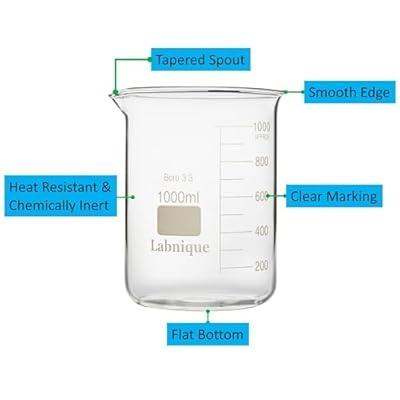 Tapered Spout
Smooth Edge
1000
APPROX
Boro 3.3
800
Heat Resistant &
Chemically Inert
1000ml
600
Clear Marking
Labnique
400
200
Flat Bottom